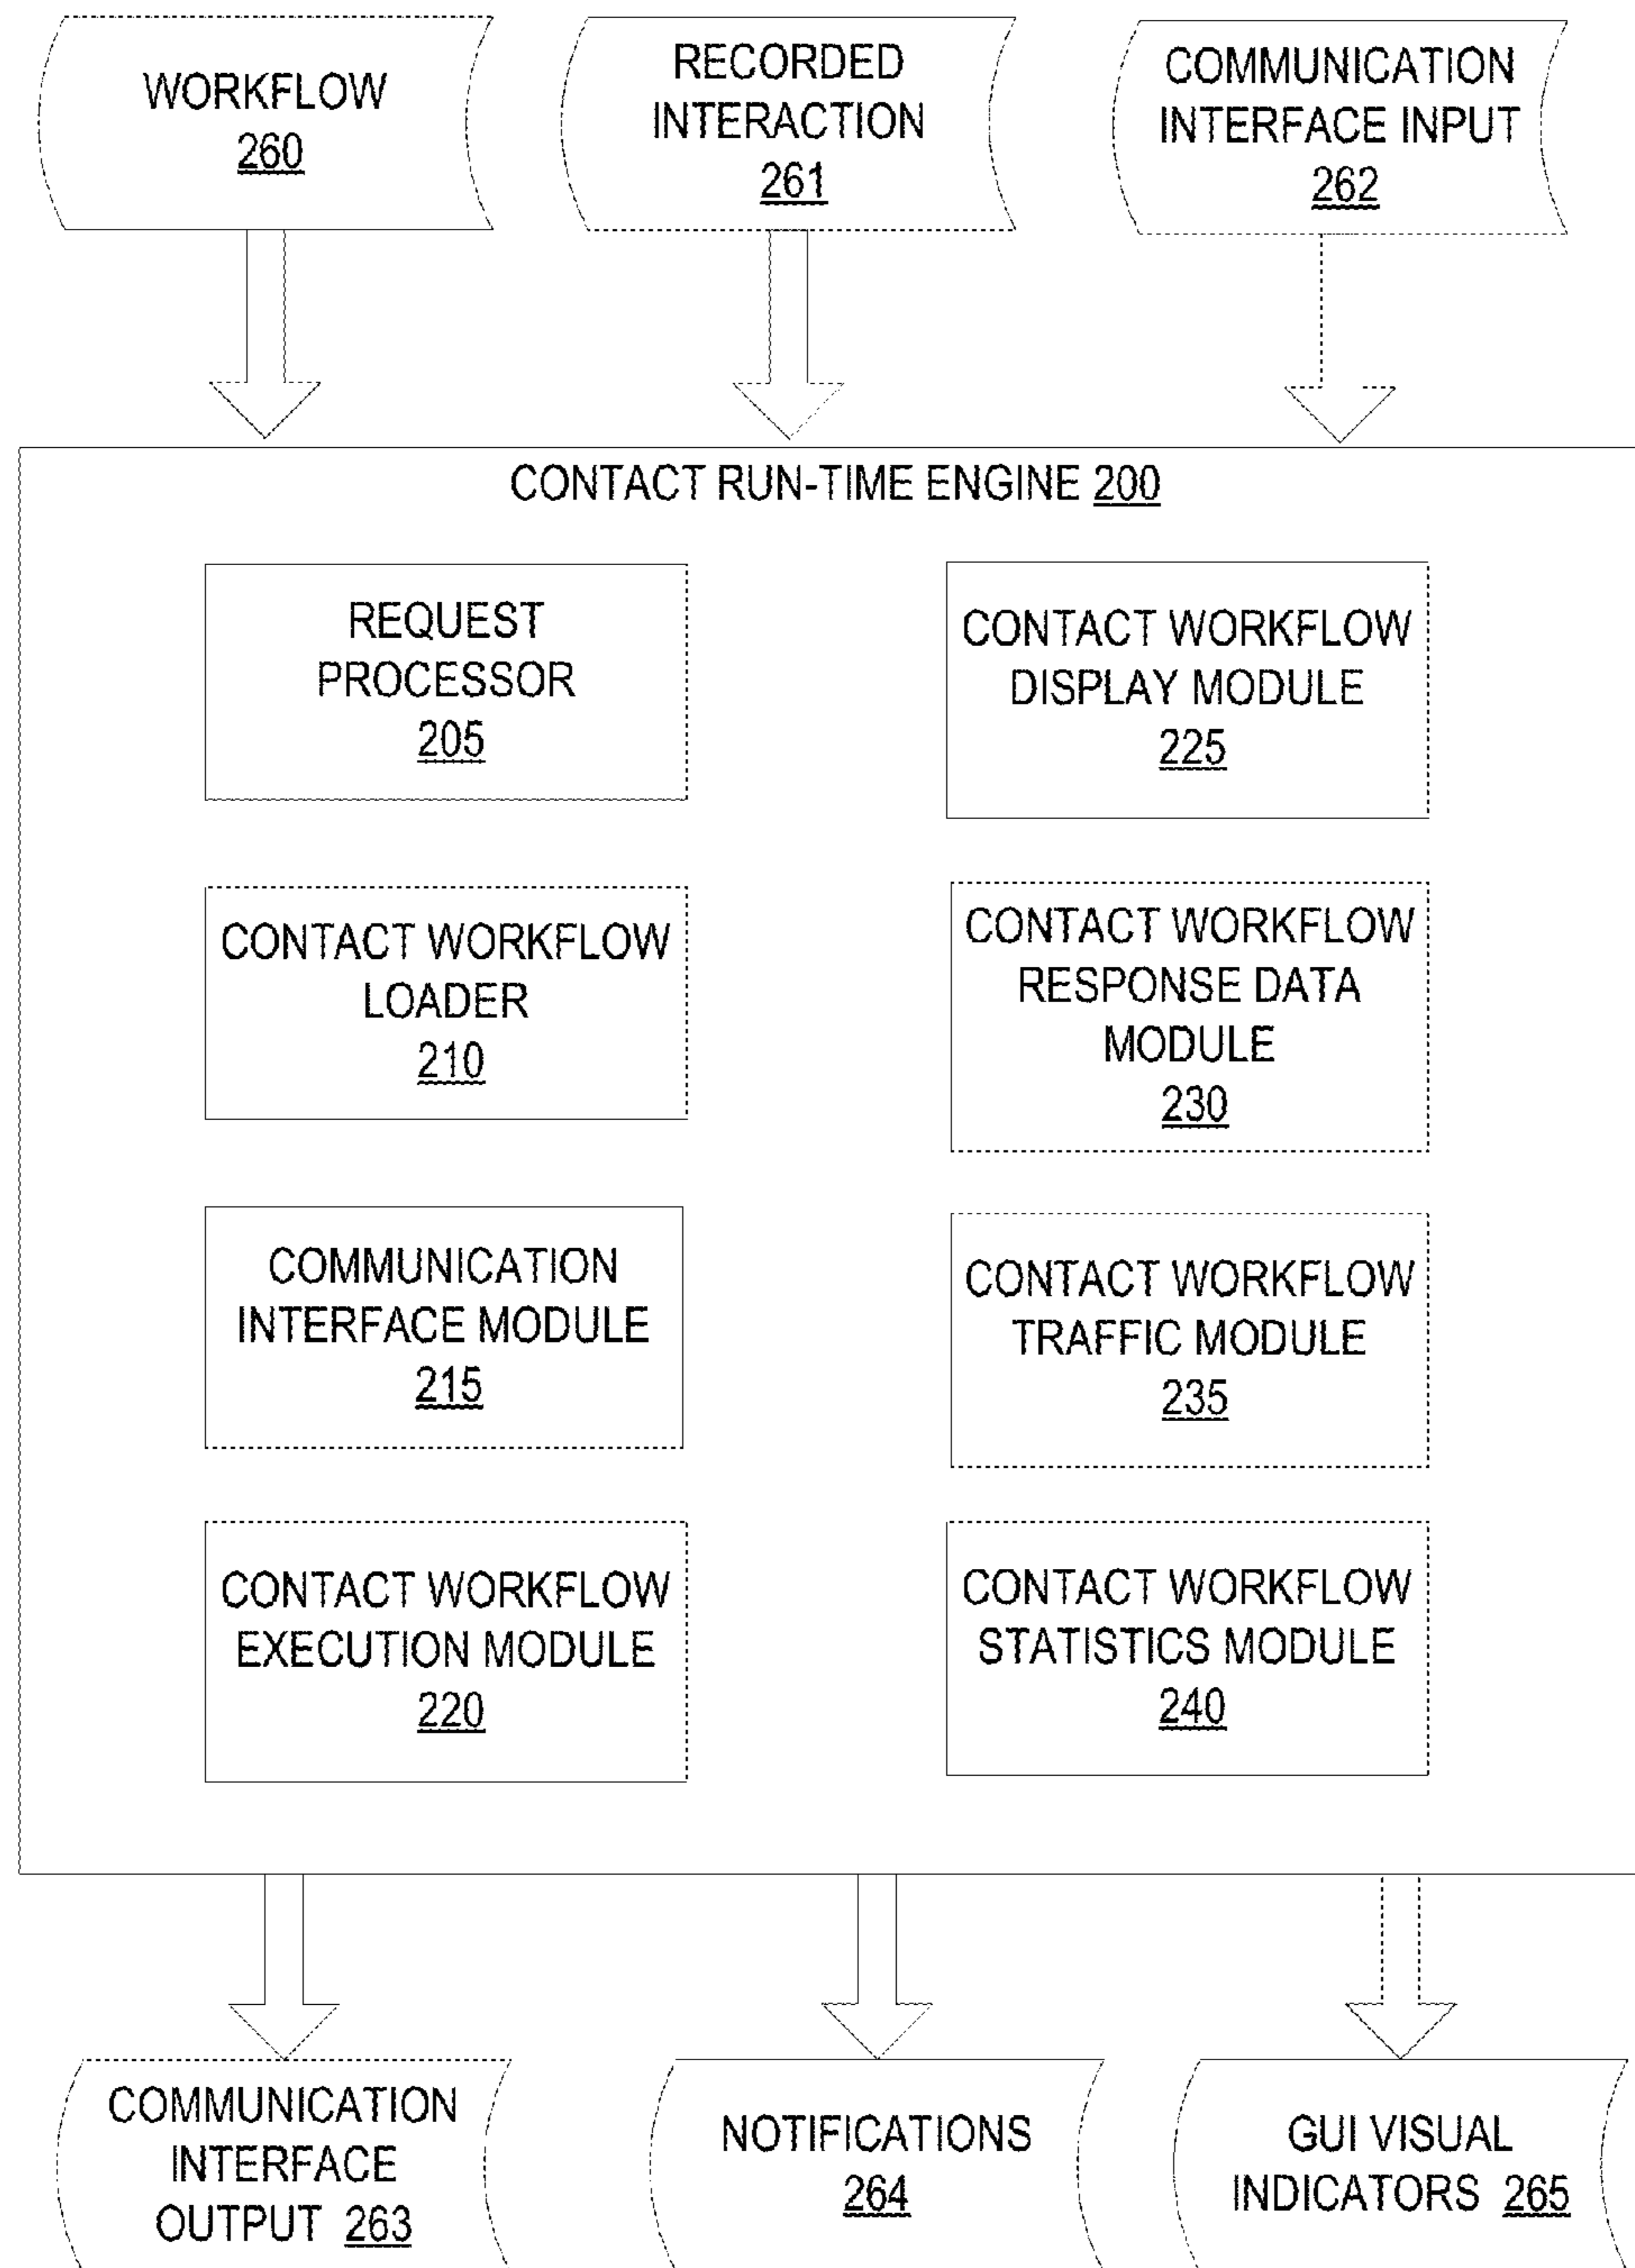 WORKFLOW
260
RECORDED
INTERACTION
261
COMMUNICATION
INTERFACE INPUT
262
CONTACT RUN-TIME ENGINE 200
REQUEST
PROCESSOR
205
CONTACT WORKFLOW
LOADER
210
COMMUNICATION
INTERFACE MODULE
215
CONTACT WORKFLOW
EXECUTION MODULE
220
CONTACT WORKFLOW
DISPLAY MODULE
225
CONTACT WORKFLOW
RESPONSE DATA
MODULE
230
CONTACT WORKFLOW
TRAFFIC MODULE
235
CONTACT WORKFLOW
STATISTICS MODULE
240
COMMUNICATION
INTERFACE
OUTPUT 263
NOTIFICATIONS
264
GUI VISUAL
INDICATORS 265